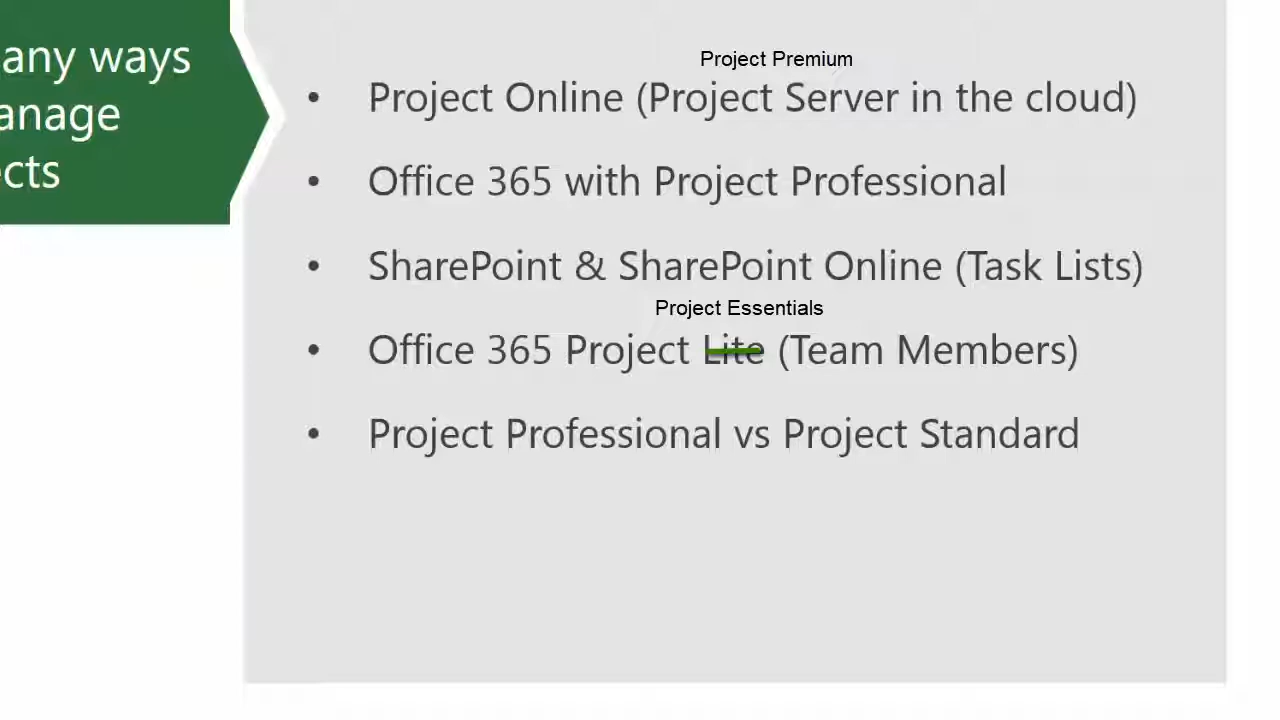 any ways
anage
ects
Project Premium
• Project Online (Project Server in the cloud)
• Office 365 with Project Professional
• SharePoint & SharePoint Online (Task Lists)
Project Essentials
• Office 365 Project Lite (Team Members)
• Project Professional vs Project Standard